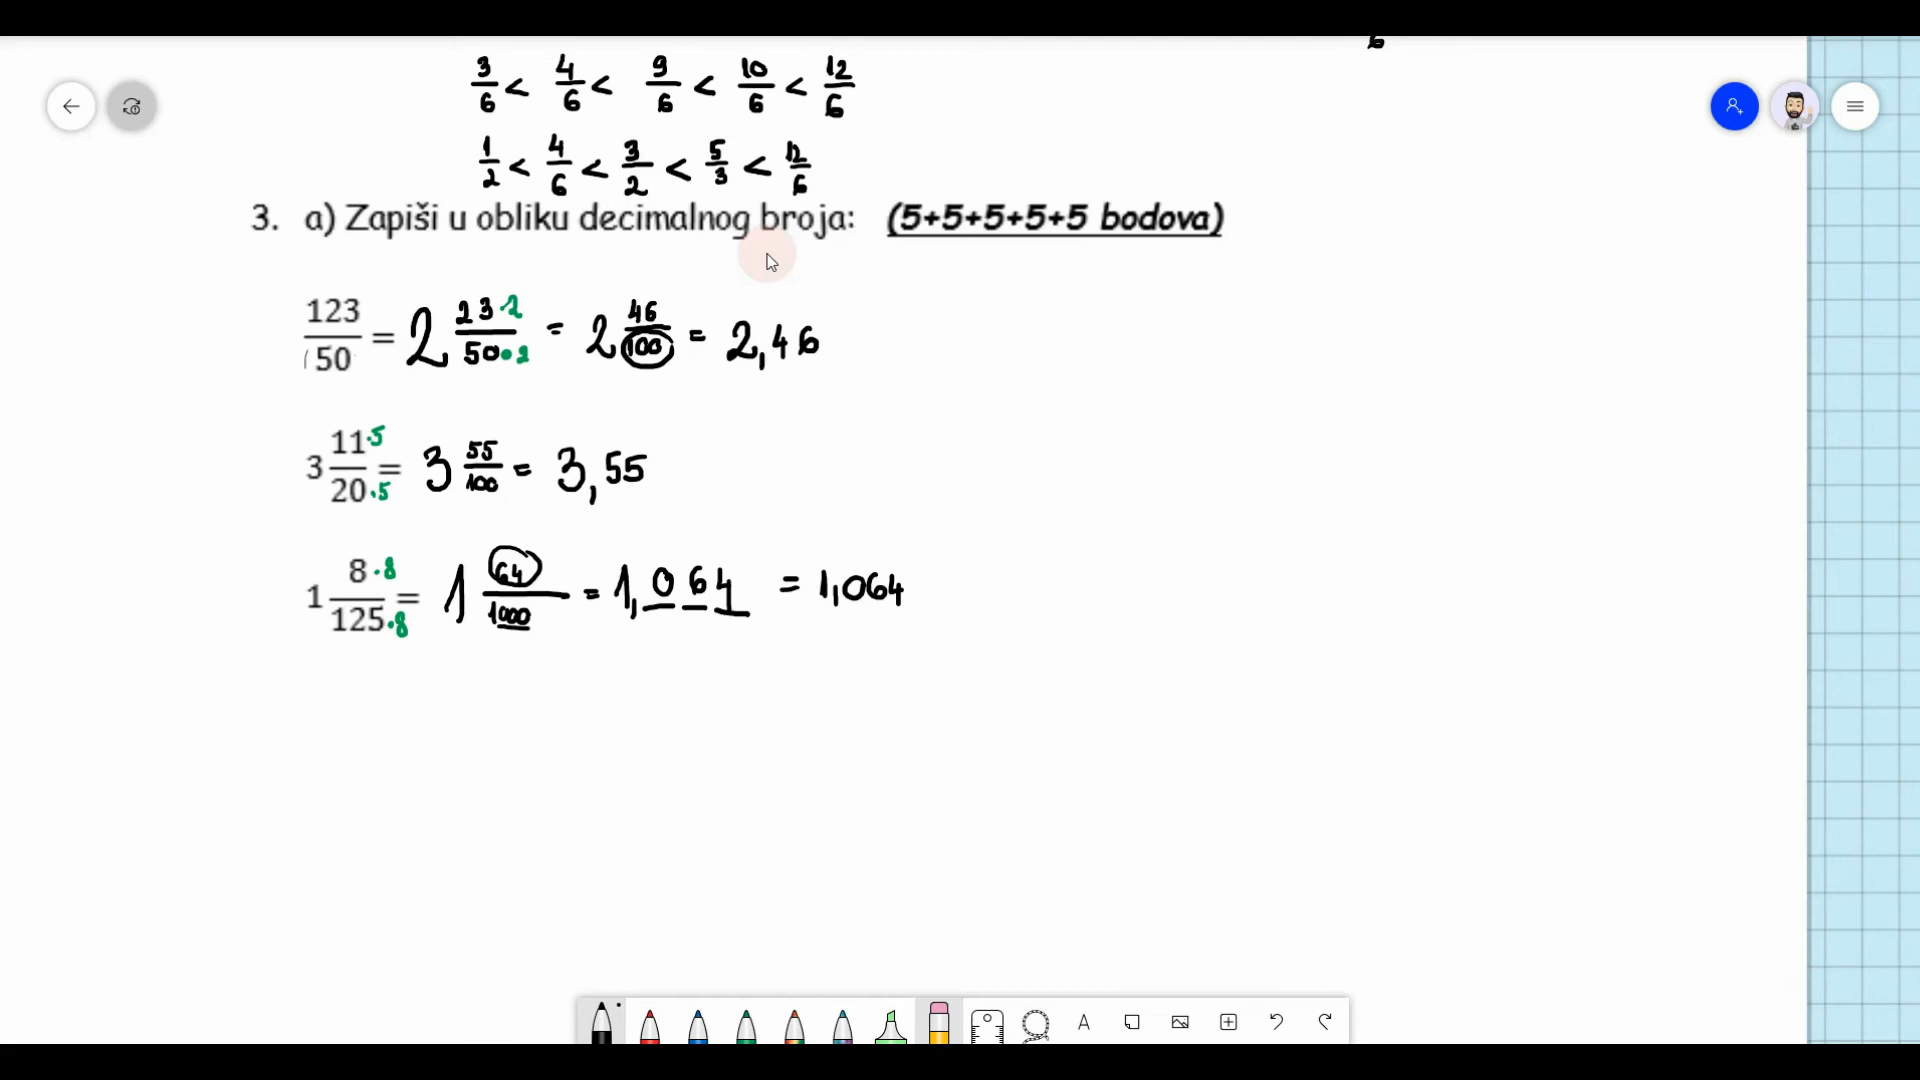 6
3/6 < 4/6 < 9/6 < 10/6 < 12/6
1/2 < 4/6 < 3/2 < 5/3 < 12/6
3. a) Zapiši u obliku decimalnog broja: (5+5+5+5+5 bodova)
123/50 = 2 23·2/50·2 = 2 46/100 = 2,46
3 11·5/20·5 = 3 55/100 = 3,55
1 8·8/125·8 = 1 64/1000 = 1,064 = 1,064
A